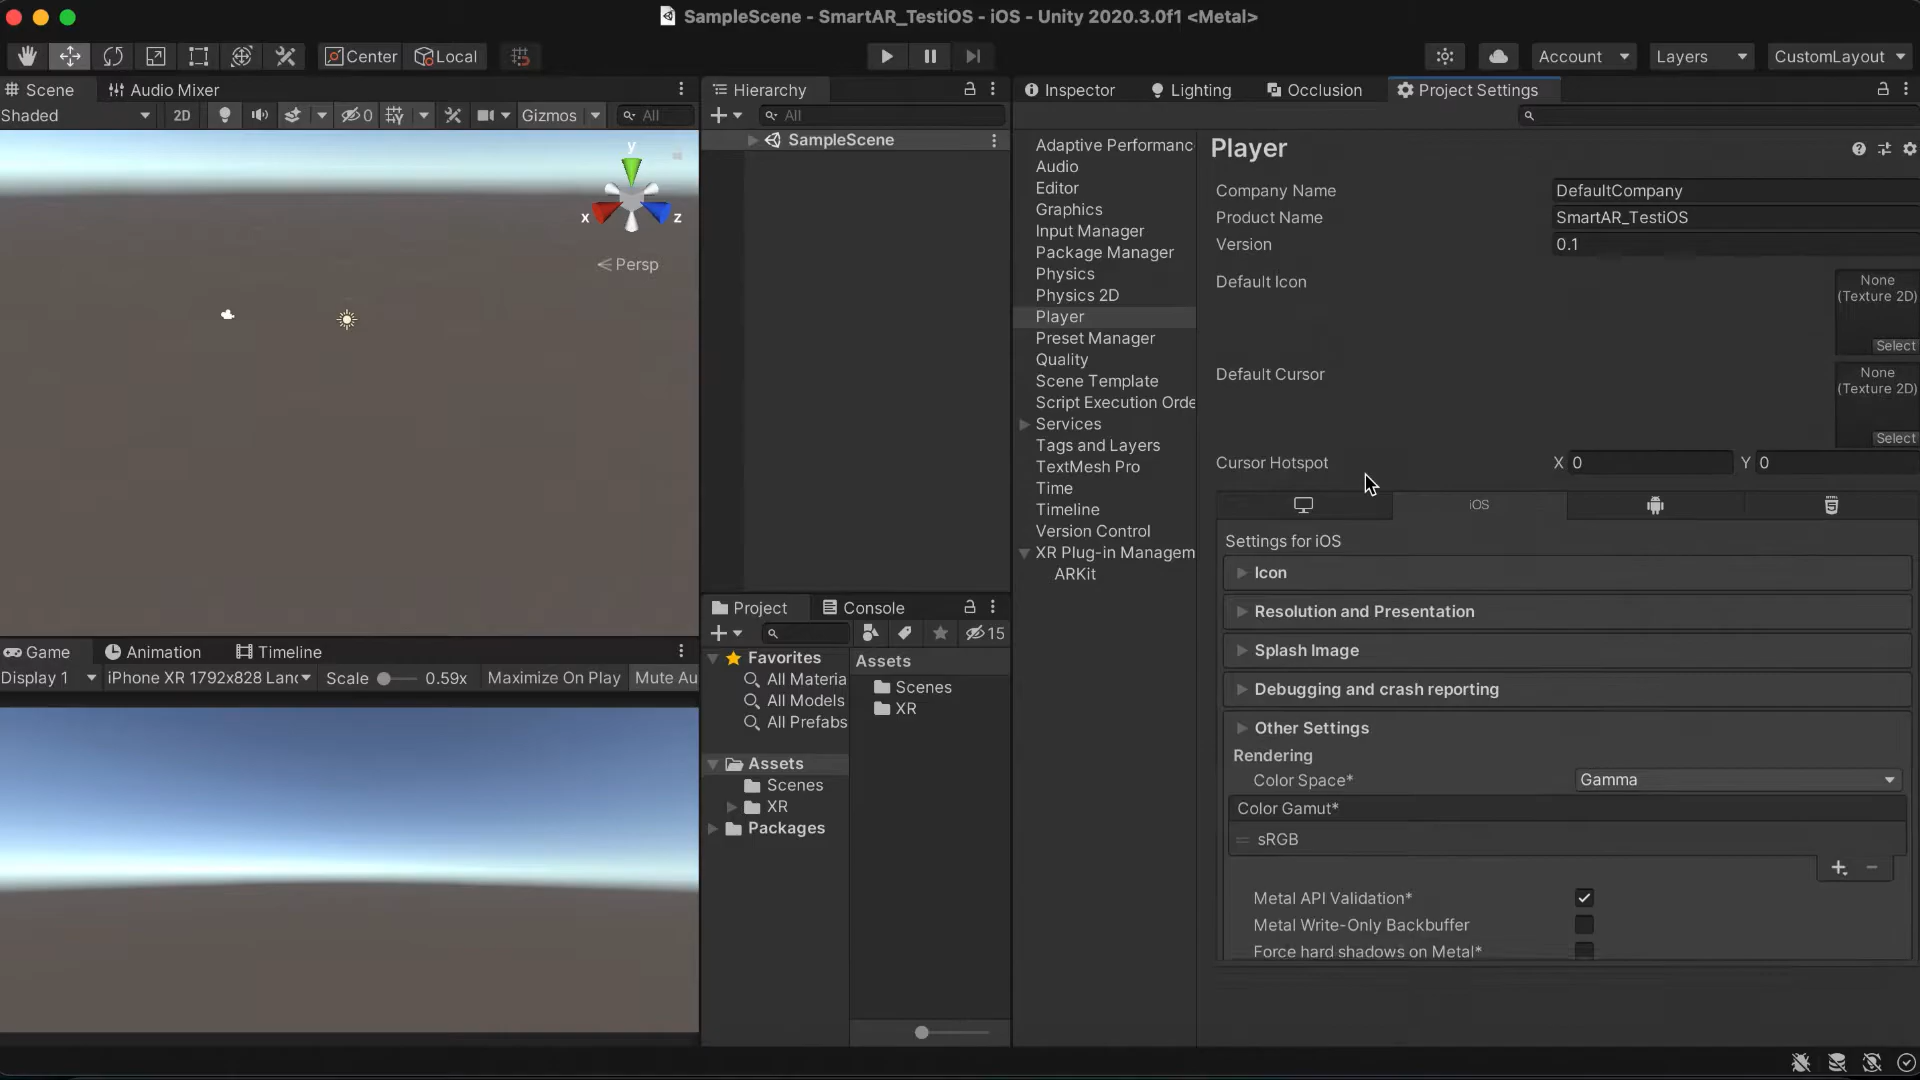 SampleScene - SmartAR_TestiOS - iOS - Unity 2020.3.0f1 <Metal>
Center
Local
Account
Layers
CustomLayout
Scene
Audio Mixer
Shaded
2D
0
Gizmos
All
y
x
z
Persp
Hierarchy
All
SampleScene
Inspector
Lighting
Occlusion
Project Settings
Adaptive Performanc
Audio
Editor
Graphics
Input Manager
Package Manager
Physics
Physics 2D
Player
Preset Manager
Quality
Scene Template
Script Execution Orde
Services
Tags and Layers
TextMesh Pro
Time
Timeline
Version Control
XR Plug-in Managem
ARKit
Player
Company Name
DefaultCompany
Product Name
SmartAR_TestiOS
Version
0.1
Default Icon
None
(Texture 2D)
Select
Default Cursor
None
(Texture 2D)
Select
Cursor Hotspot
X 0
Y 0
iOS
Settings for iOS
Icon
Resolution and Presentation
Splash Image
Debugging and crash reporting
Other Settings
Rendering
Color Space*
Gamma
Color Gamut*
sRGB
Metal API Validation*
Metal Write-Only Backbuffer
Force hard shadows on Metal*
Project
Console
15
Favorites
All Materia
All Models
All Prefabs
Assets
Scenes
XR
Packages
Assets
Scenes
XR
Game
Animation
Timeline
Display 1
iPhone XR 1792x828 Lanc
Scale
0.59x
Maximize On Play
Mute Au